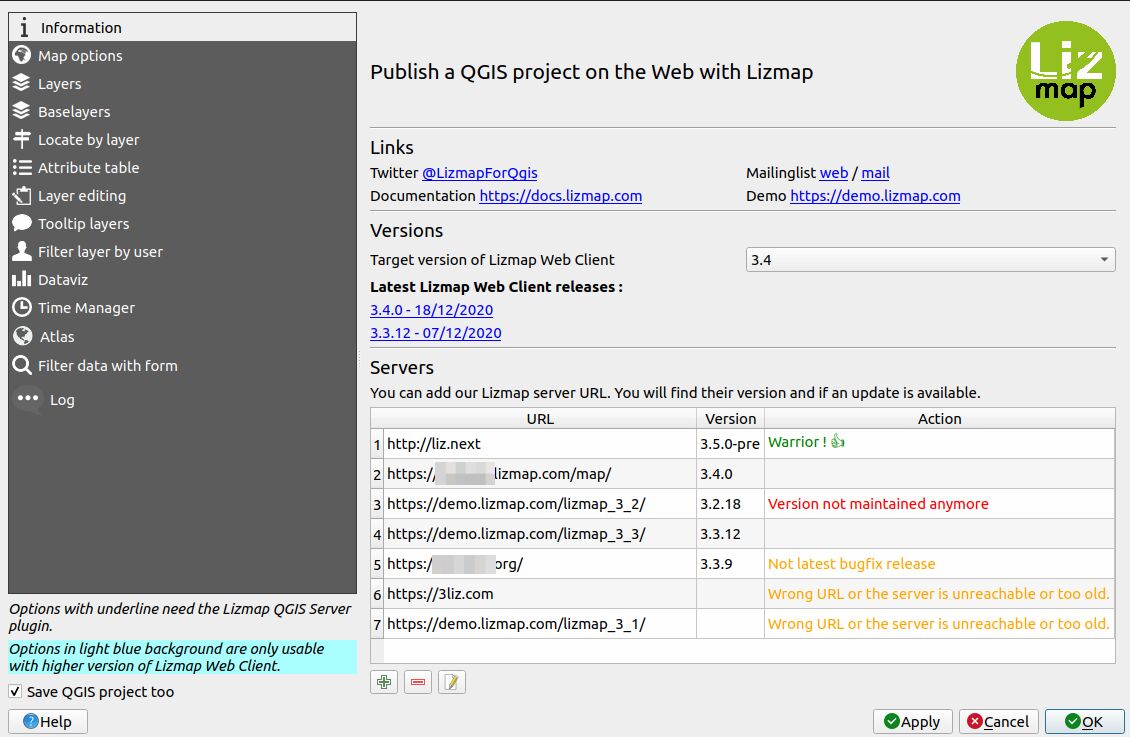 Information
Map options
Layers
Baselayers
Locate by layer
Attribute table
Layer editing
Tooltip layers
Filter layer by user
Dataviz
Time Manager
Atlas
Filter data with form
Log
Options with underline need the Lizmap QGIS Server
plugin.
Options in light blue background are only usable
with higher version of Lizmap Web Client.
Save QGIS project too
Help
Publish a QGIS project on the Web with Lizmap
Liz
map
Links
Twitter @LizmapForQgis Mailinglist web / mail
Documentation https://docs.lizmap.com Demo https://demo.lizmap.com
Versions
Target version of Lizmap Web Client 3.4
Latest Lizmap Web Client releases :
3.4.0 - 18/12/2020
3.3.12 - 07/12/2020
Servers
You can add our Lizmap server URL. You will find their version and if an update is available.
URL Version Action
1 http://liz.next 3.5.0-pre Warrior ! 👍
2 https:/ lizmap.com/map/ 3.4.0
3 https://demo.lizmap.com/lizmap_3_2/ 3.2.18 Version not maintained anymore
4 https://demo.lizmap.com/lizmap_3_3/ 3.3.12
5 https:/ org/ 3.3.9 Not latest bugfix release
6 https://3liz.com Wrong URL or the server is unreachable or too old.
7 https://demo.lizmap.com/lizmap_3_1/ Wrong URL or the server is unreachable or too old.
Apply Cancel OK